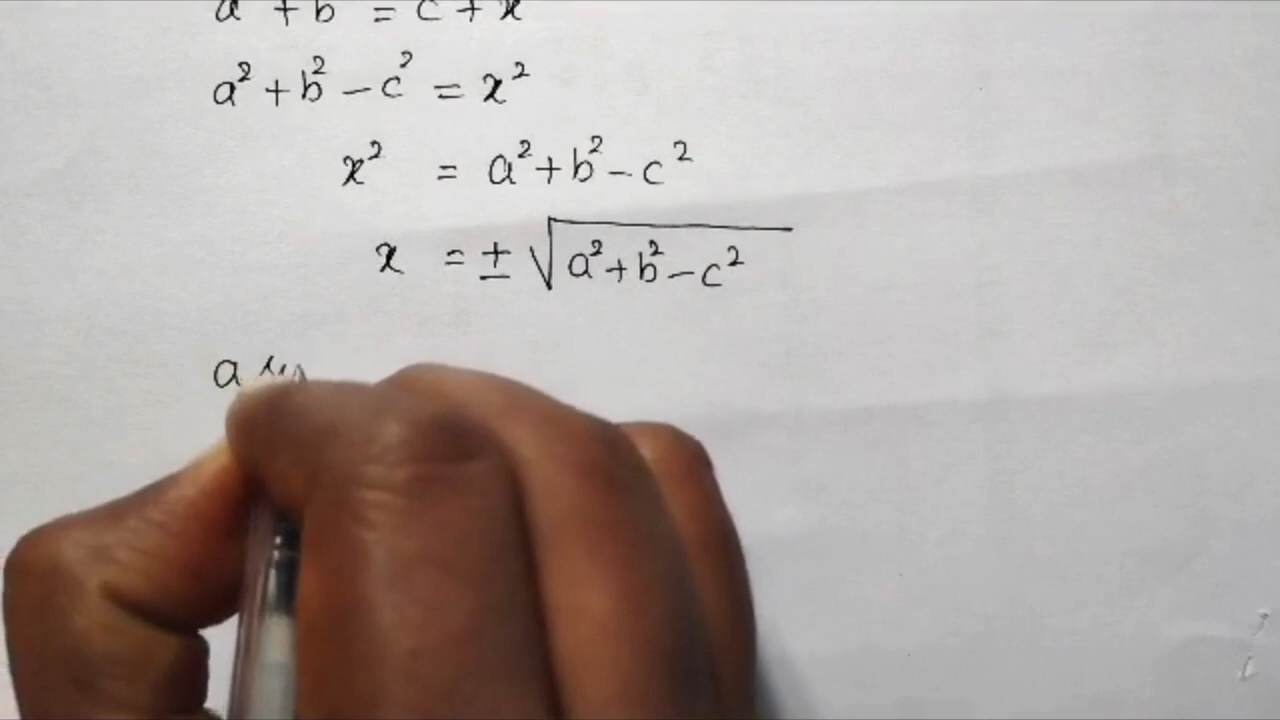 a + b = c + x
a² + b² - c² = x²
x² = a² + b² - c²
x = ± √a² + b² - c²
a